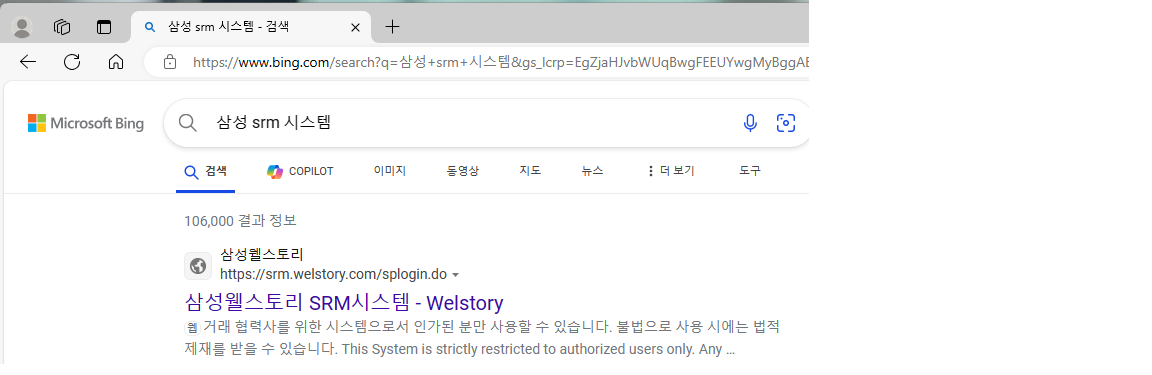 삼성 srm 시스템 - 검색
https://www.bing.com/search?q=삼성+srm+시스템&gs_lcrp=EgZjaHJvbWUqBwgFEEUYwgMyBggAE
Microsoft Bing
삼성 srm 시스템
검색 COPILOT 이미지 동영상 지도 뉴스 더 보기 도구
106,000 결과 정보
삼성웰스토리
https://srm.welstory.com/splogin.do
삼성웰스토리 SRM시스템 - Welstory
웹 거래 협력사를 위한 시스템으로서 인가된 분만 사용할 수 있습니다. 불법으로 사용 시에는 법적
제재를 받을 수 있습니다. This System is strictly restricted to authorized users only. Any ...